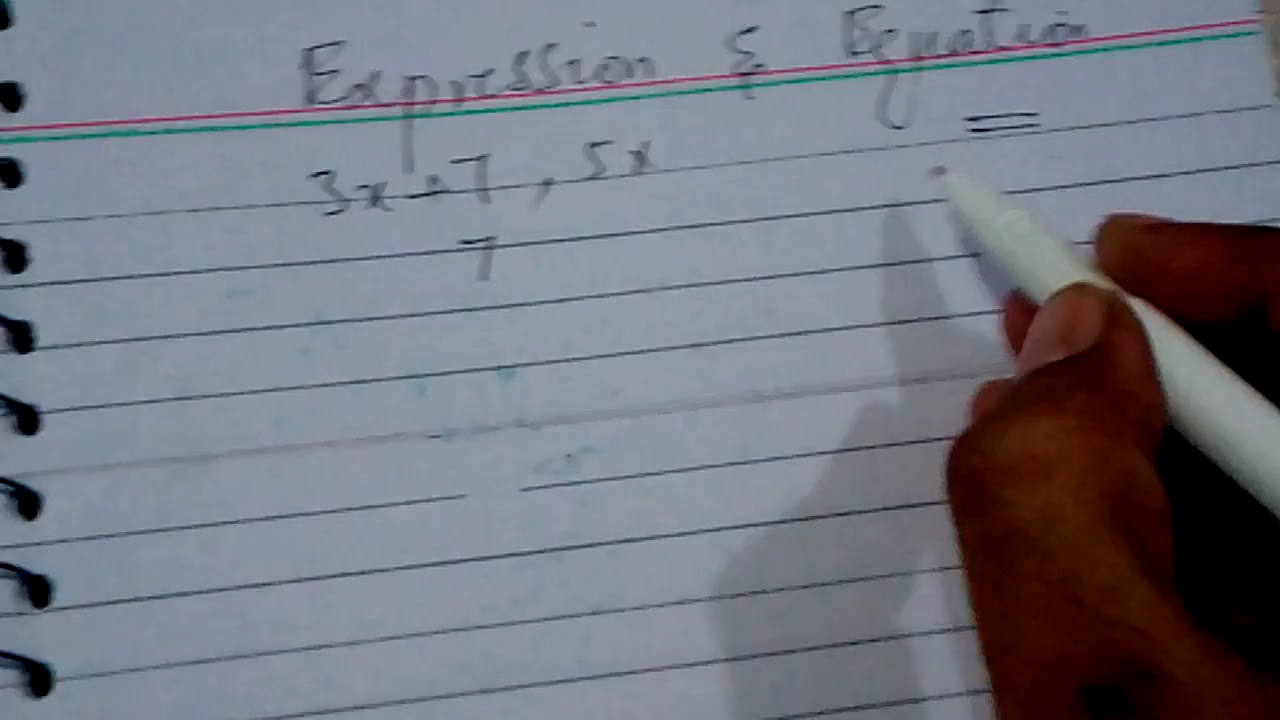 Expression & Equation
=
3x + 7, 5x
7